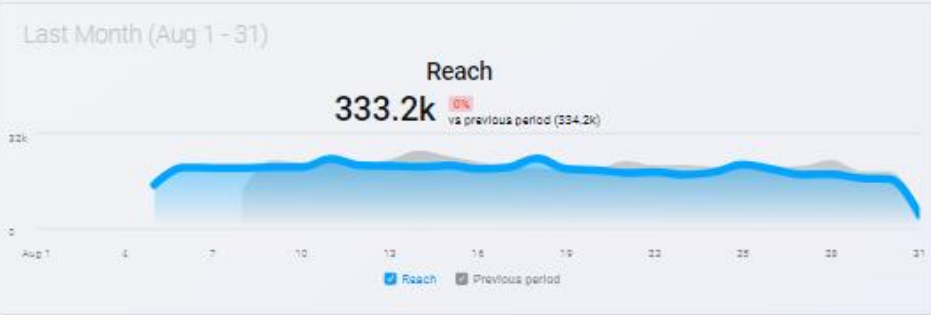 Last Month (Aug 1 - 31)
Reach
333.2k
0%
vs previous period (334.2k)
22k
0
Aug 1 4 7 10 13 16 19 22 25 28 31
Reach Previous period